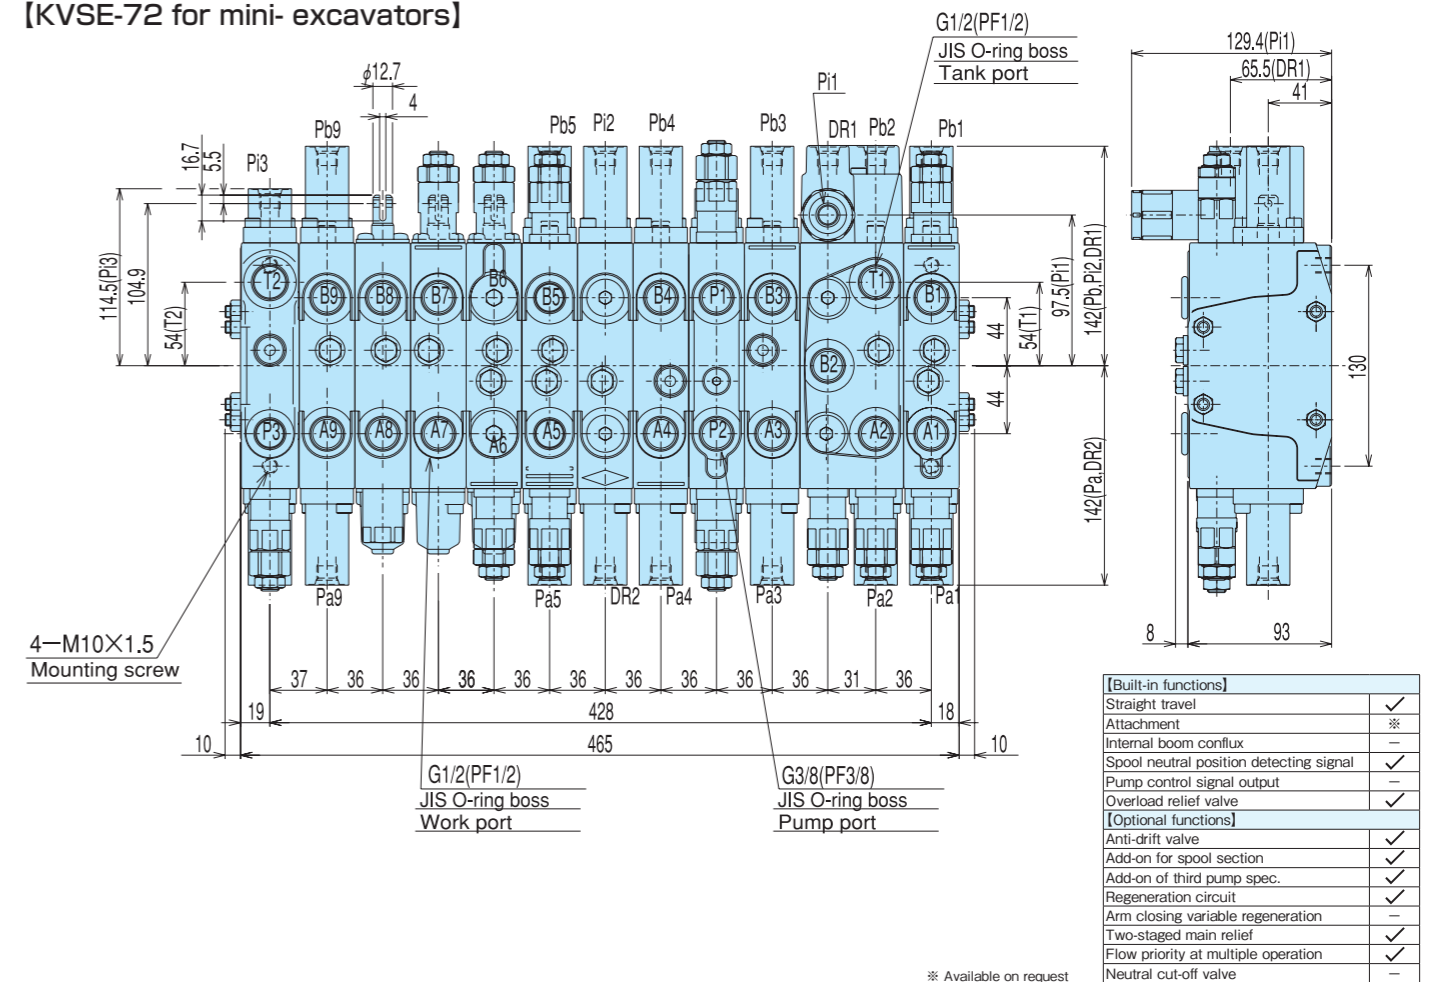 【KVSE-72 for mini- excavators】
G1/2(PF1/2)
JIS O-ring boss
Tank port
129.4(Pi1)
65.5(DR1)
41
ϕ12.7
4
Pi1
16.7
5.5
Pi3
Pb9
Pb5
Pi2
Pb4
Pb3
DR1
Pb2
Pb1
114.5(Pi3)
104.9
54(T2)
T2
B9
B8
B7
B6
B5
B4
P1
B3
T1
B1
B2
44
54(T1)
97.5(Pi1)
142(Pb,Pi2,DR1)
130
44
142(Pa,DR2)
P3
A9
A8
A7
A6
A5
A4
P2
A3
A2
A1
Pa9
Pa5
DR2
Pa4
Pa3
Pa2
Pa1
4−M10×1.5
Mounting screw
8
93
37
36
36
36
36
36
36
36
36
31
36
19
428
18
10
465
10
G1/2(PF1/2)
JIS O-ring boss
Work port
G3/8(PF3/8)
JIS O-ring boss
Pump port
【Built-in functions】
Straight travel ✓
Attachment ※
Internal boom conflux −
Spool neutral position detecting signal ✓
Pump control signal output −
Overload relief valve ✓
【Optional functions】
Anti-drift valve ✓
Add-on for spool section ✓
Add-on of third pump spec. ✓
Regeneration circuit ✓
Arm closing variable regeneration −
Two-staged main relief ✓
Flow priority at multiple operation ✓
Neutral cut-off valve −
※ Available on request